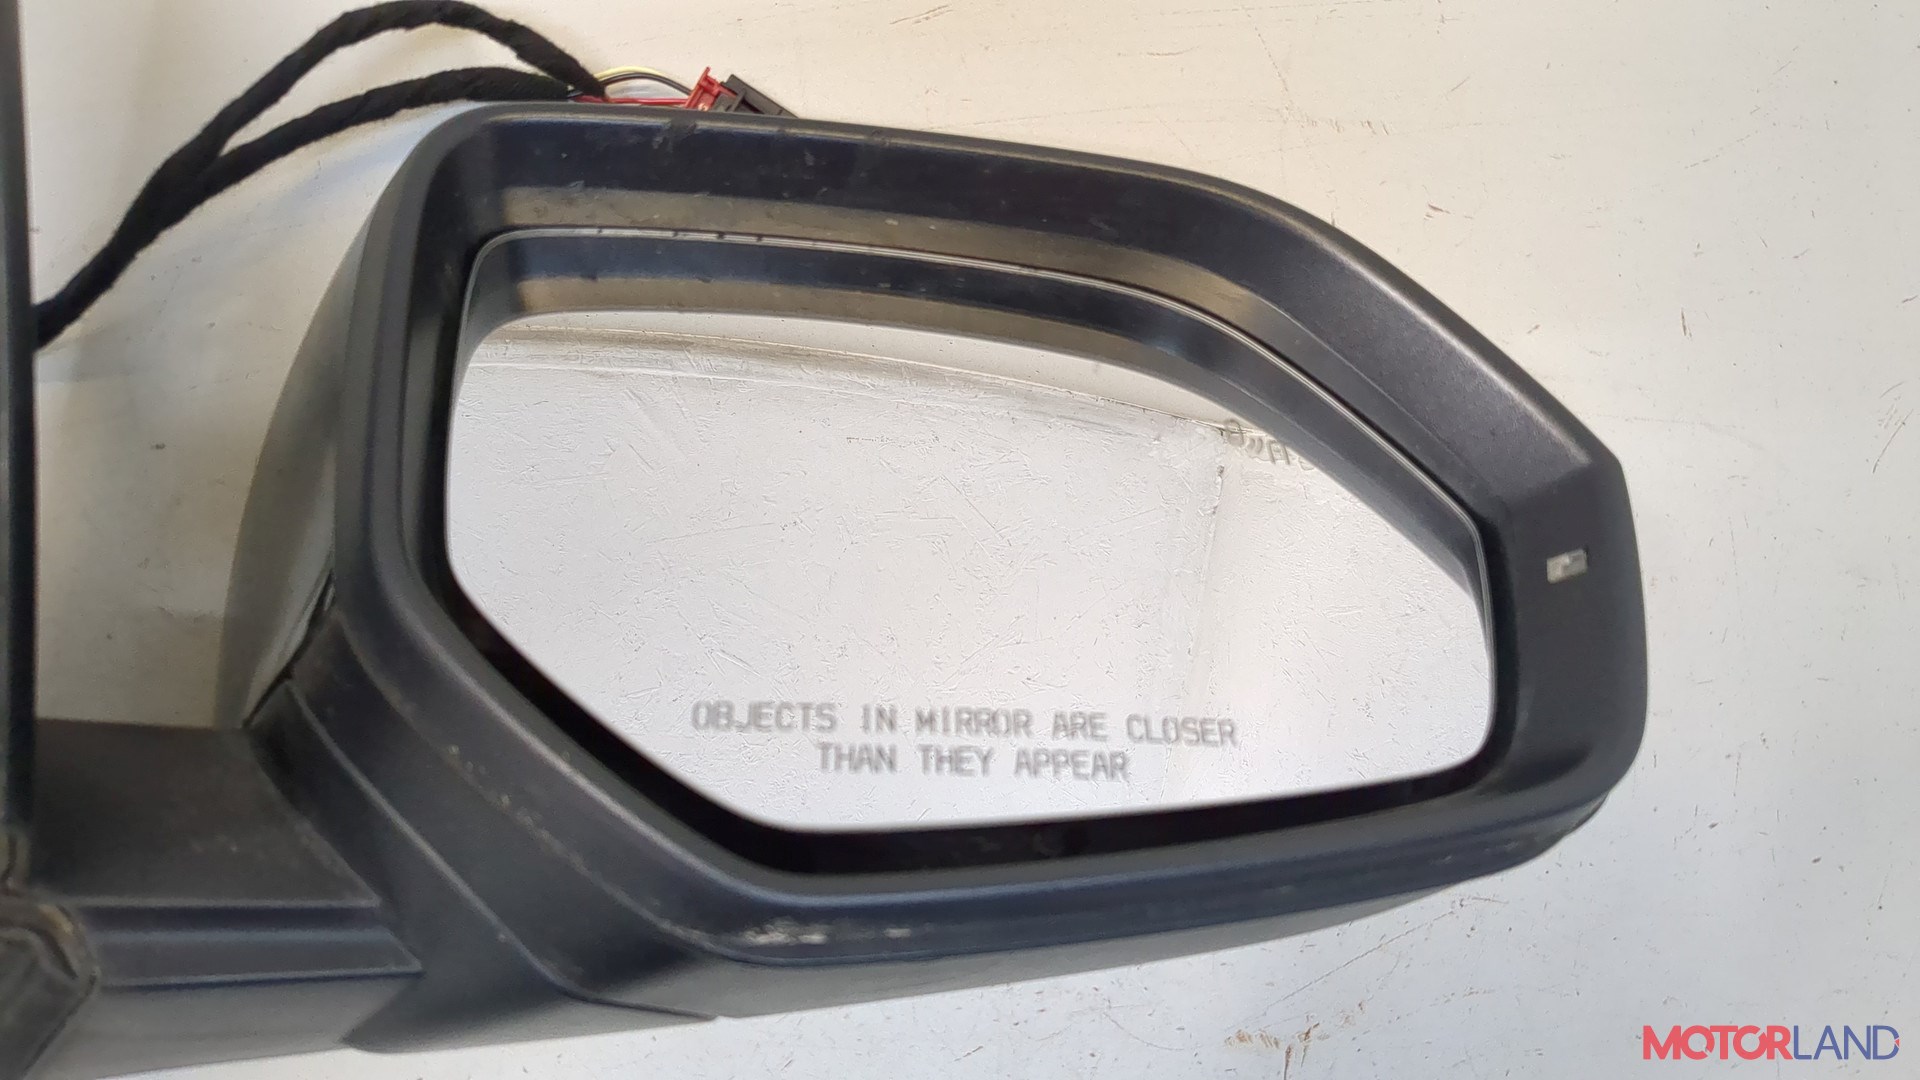 OBJECTS IN MIRROR ARE CLOSER
THAN THEY APPEAR
MOTORLAND